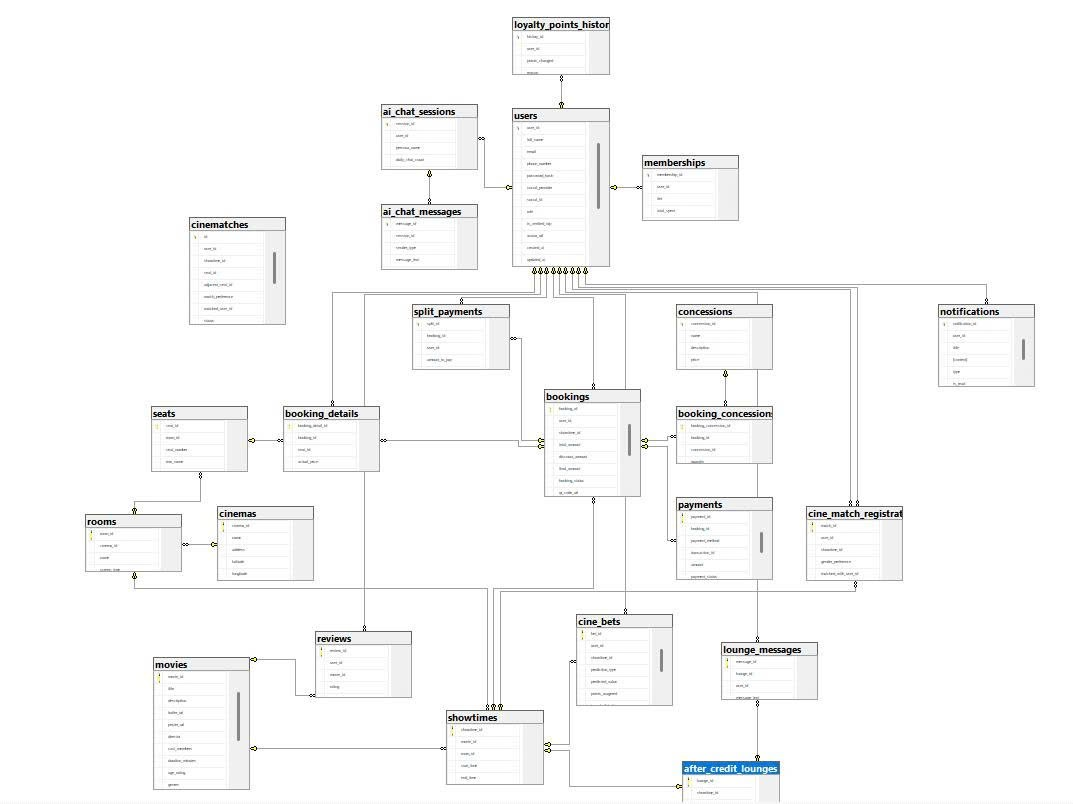 loyalty_points_histor
history_id
user_id
points_changed
ai_chat_sessions
session_id
user_id
persona_name
daily_chat_count
users
user_id
full_name
email
phone_number
password_hash
social_provider
social_id
role
is_verified_vip
avatar_url
created_at
updated_at
memberships
membership_id
user_id
tier
total_spent
ai_chat_messages
message_id
session_id
sender_type
message_text
cinematches
id
user_id
showtime_id
seat_id
adjacent_seat_id
match_preference
matched_user_id
status
split_payments
split_id
booking_id
user_id
amount_to_pay
concessions
concession_id
name
description
price
notifications
notification_id
user_id
title
[content]
type
is_read
bookings
booking_id
user_id
showtime_id
total_amount
discount_amount
final_amount
booking_status
qr_code_url
seats
seat_id
room_id
seat_number
row_name
booking_details
booking_detail_id
booking_id
seat_id
actual_price
booking_concessions
booking_concession_id
booking_id
concession_id
quantity
payments
payment_id
booking_id
payment_method
transaction_id
amount
payment_status
rooms
room_id
cinema_id
name
screen_type
cinemas
cinema_id
name
address
latitude
longitude
cine_match_registrat
match_id
user_id
showtime_id
gender_preference
matched_with_user_id
cine_bets
bet_id
user_id
showtime_id
prediction_type
predicted_value
points_wagered
reviews
review_id
user_id
movie_id
rating
lounge_messages
message_id
lounge_id
user_id
message_text
movies
movie_id
title
description
trailer_url
poster_url
director
cast_members
duration_minutes
age_rating
genres
showtimes
showtime_id
movie_id
room_id
start_time
end_time
after_credit_lounges
lounge_id
showtime_id